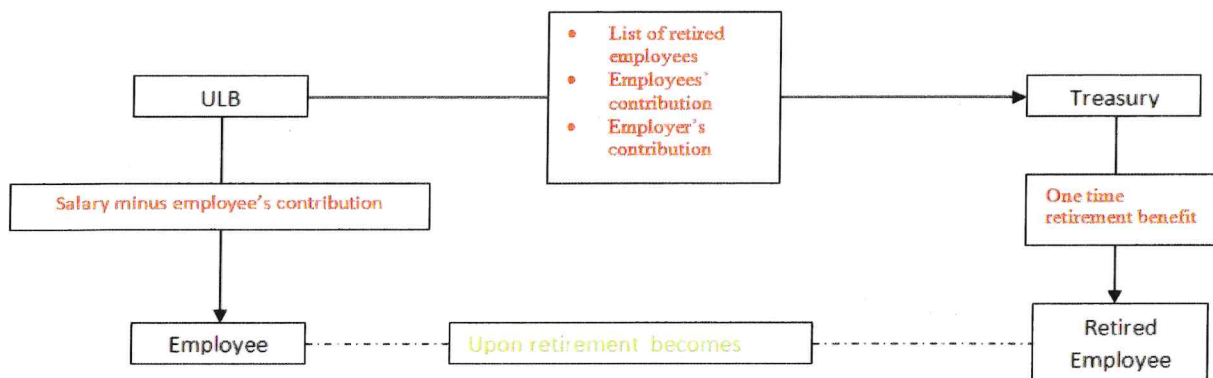 • List of retired
employees
• Employees’
contribution
• Employer’s
contribution
ULB
Treasury
Salary minus employee’s contribution
One time
retirement benefit
Employee
Upon retirement becomes
Retired
Employee